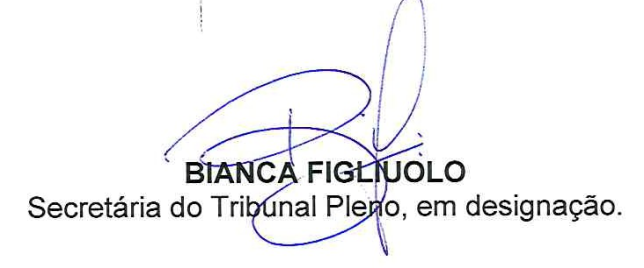 BIANCA FIGLIUOLO
Secretária do Tribunal Pleno, em designação.